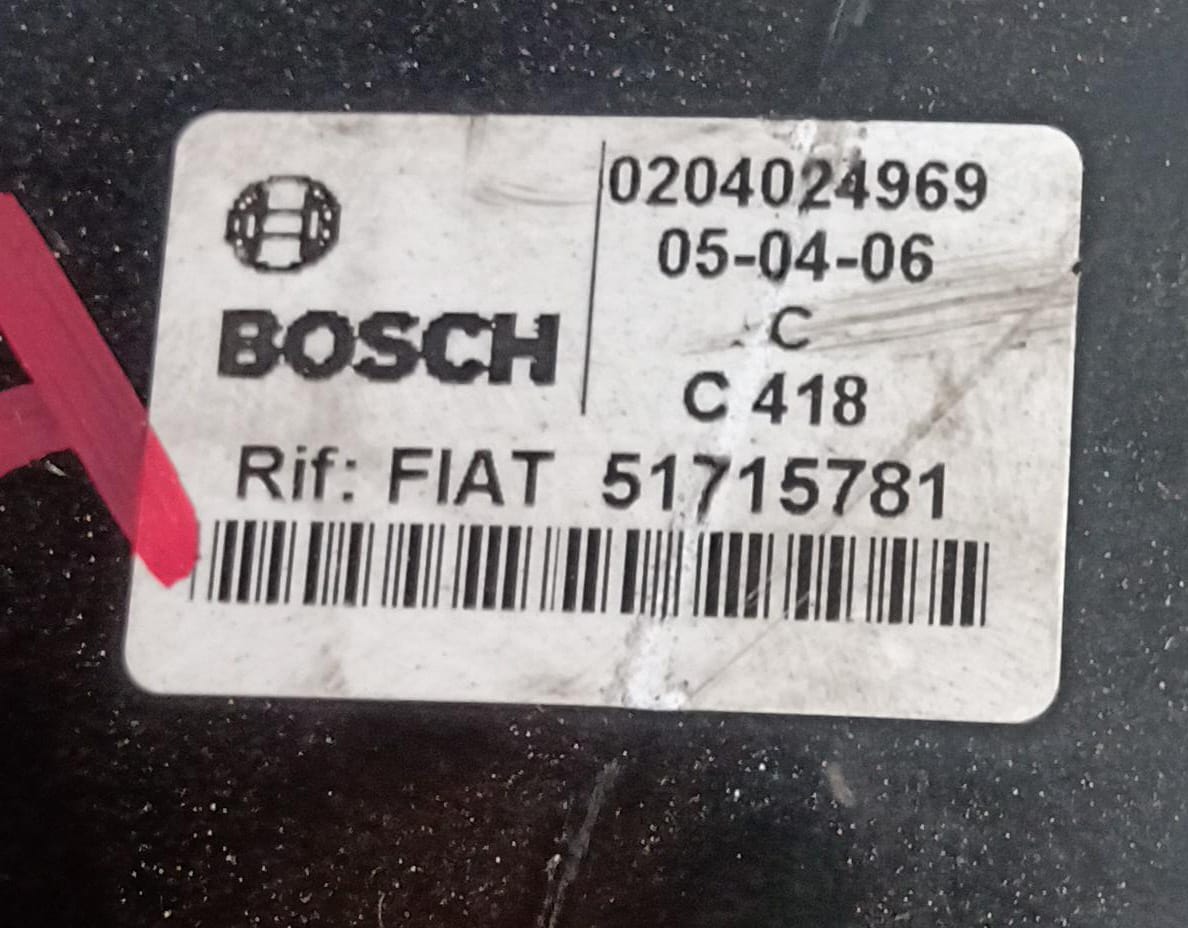 0204024969
05-04-06
C
C 418
BOSCH
Rif: FIAT 51715781